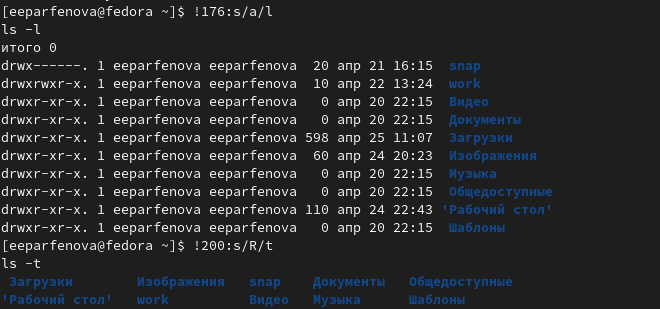 [eeparfenova@fedora ~]$ !176:s/a/l
ls -l
итого 0
drwx------. 1 eeparfenova eeparfenova  20 апр 21 16:15  snap
drwxrwxr-x. 1 eeparfenova eeparfenova  10 апр 22 13:24  work
drwxr-xr-x. 1 eeparfenova eeparfenova   0 апр 20 22:15  Видео
drwxr-xr-x. 1 eeparfenova eeparfenova   0 апр 20 22:15  Документы
drwxr-xr-x. 1 eeparfenova eeparfenova 598 апр 25 11:07  Загрузки
drwxr-xr-x. 1 eeparfenova eeparfenova  60 апр 24 20:23  Изображения
drwxr-xr-x. 1 eeparfenova eeparfenova   0 апр 20 22:15  Музыка
drwxr-xr-x. 1 eeparfenova eeparfenova   0 апр 20 22:15  Общедоступные
drwxr-xr-x. 1 eeparfenova eeparfenova 110 апр 24 22:43 'Рабочий стол'
drwxr-xr-x. 1 eeparfenova eeparfenova   0 апр 20 22:15  Шаблоны
[eeparfenova@fedora ~]$ !200:s/R/t
ls -t
 Загрузки        Изображения   snap    Документы   Общедоступные
'Рабочий стол'   work          Видео   Музыка      Шаблоны